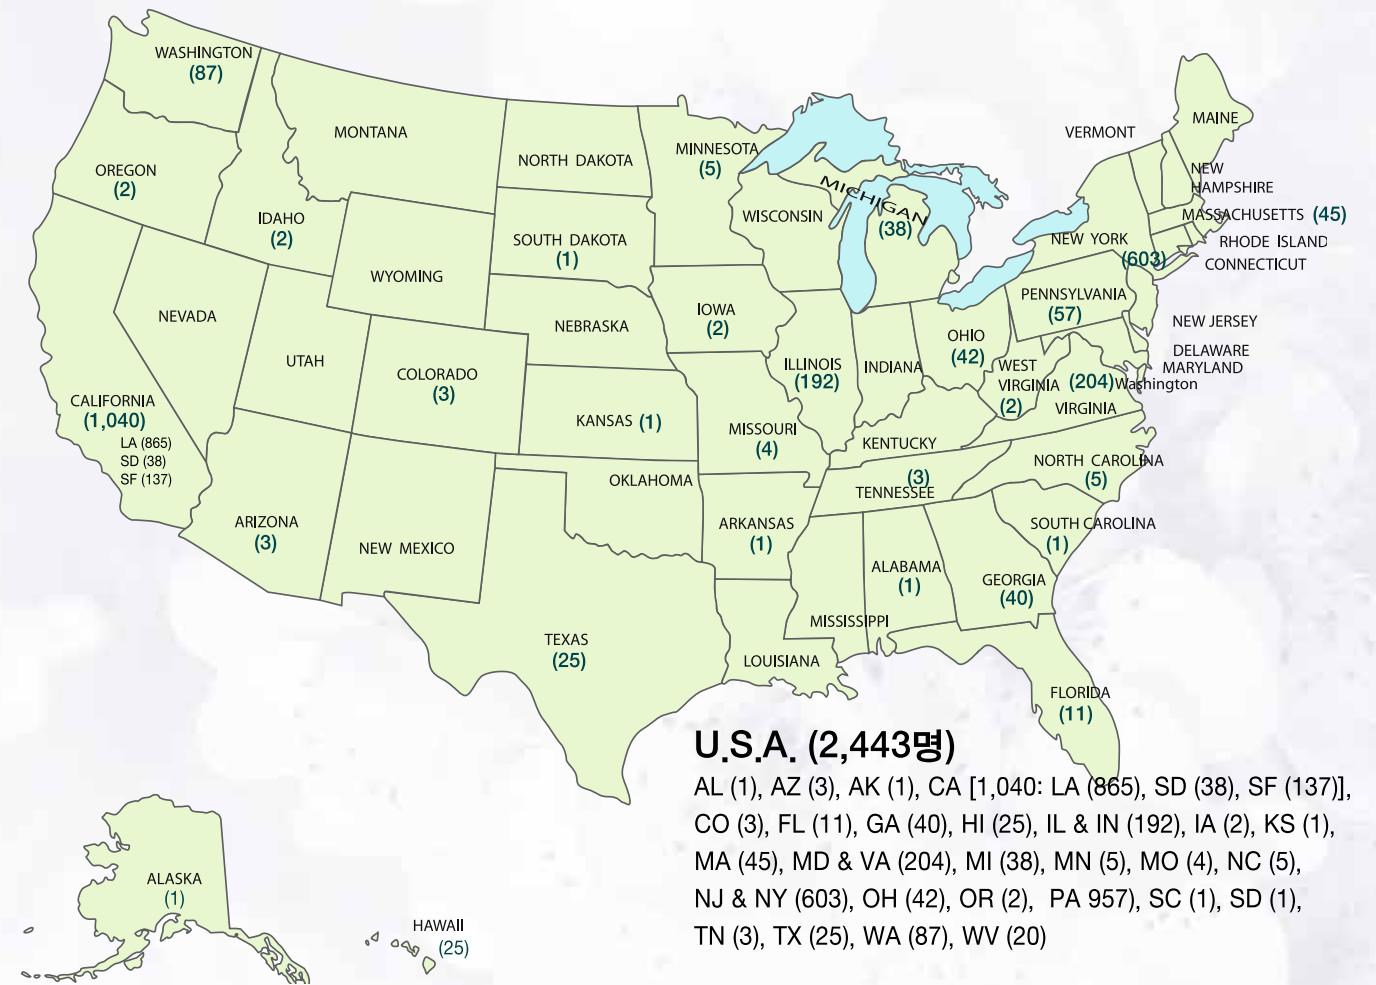 WASHINGTON
(87)
MONTANA
NORTH DAKOTA
MINNESOTA
(5)
VERMONT
MAINE
OREGON
(2)
IDAHO
(2)
WYOMING
SOUTH DAKOTA
(1)
WISCONSIN
MICHIGAN
(38)
NEW
HAMPSHIRE
MASSACHUSETTS (45)
NEW YORK
(603)
RHODE ISLAND
CONNECTICUT
NEVADA
UTAH
COLORADO
(3)
NEBRASKA
IOWA
(2)
ILLINOIS
(192)
INDIANA
OHIO
(42)
PENNSYLVANIA
(57)
NEW JERSEY
DELAWARE
MARYLAND
Washington
WEST
VIRGINIA
(2)
(204)
VIRGINIA
CALIFORNIA
(1,040)
LA (865)
SD (38)
SF (137)
KANSAS (1)
MISSOURI
(4)
KENTUCKY
(3)
TENNESSEE
NORTH CAROLINA
(5)
ARIZONA
(3)
NEW MEXICO
OKLAHOMA
ARKANSAS
(1)
SOUTH CAROLINA
(1)
ALABAMA
(1)
GEORGIA
(40)
MISSISSIPPI
TEXAS
(25)
LOUISIANA
FLORIDA
(11)
ALASKA
(1)
HAWAII
(25)
U.S.A. (2,443명)
AL (1), AZ (3), AK (1), CA [1,040: LA (865), SD (38), SF (137)],
CO (3), FL (11), GA (40), HI (25), IL & IN (192), IA (2), KS (1),
MA (45), MD & VA (204), MI (38), MN (5), MO (4), NC (5),
NJ & NY (603), OH (42), OR (2), PA 957), SC (1), SD (1),
TN (3), TX (25), WA (87), WV (20)